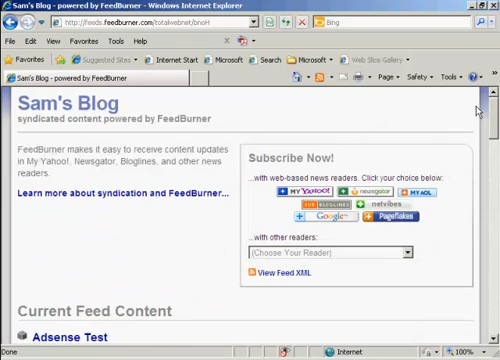 Sam's Blog - powered by FeedBurner - Windows Internet Explorer
http://feeds.feedburner.com/totalwebnet/bnoH
Bing
File Edit View Favorites Tools Help
Favorites Suggested Sites Internet Start Microsoft Search Microsoft Web Slice Gallery
Sam's Blog - powered by FeedBurner
Page Safety Tools
Sam's Blog
syndicated content powered by FeedBurner
FeedBurner makes it easy to receive content updates
in My Yahoo!, Newsgator, Bloglines, and other news
readers.
Learn more about syndication and FeedBurner...
Subscribe Now!
...with web-based news readers. Click your choice below:
MY YAHOO! newsgator MY AOL
SUB BLOGLINES netvibes
Google Pageflakes
...with other readers:
(Choose Your Reader)
View Feed XML
Current Feed Content
Adsense Test
Done
Internet
100%